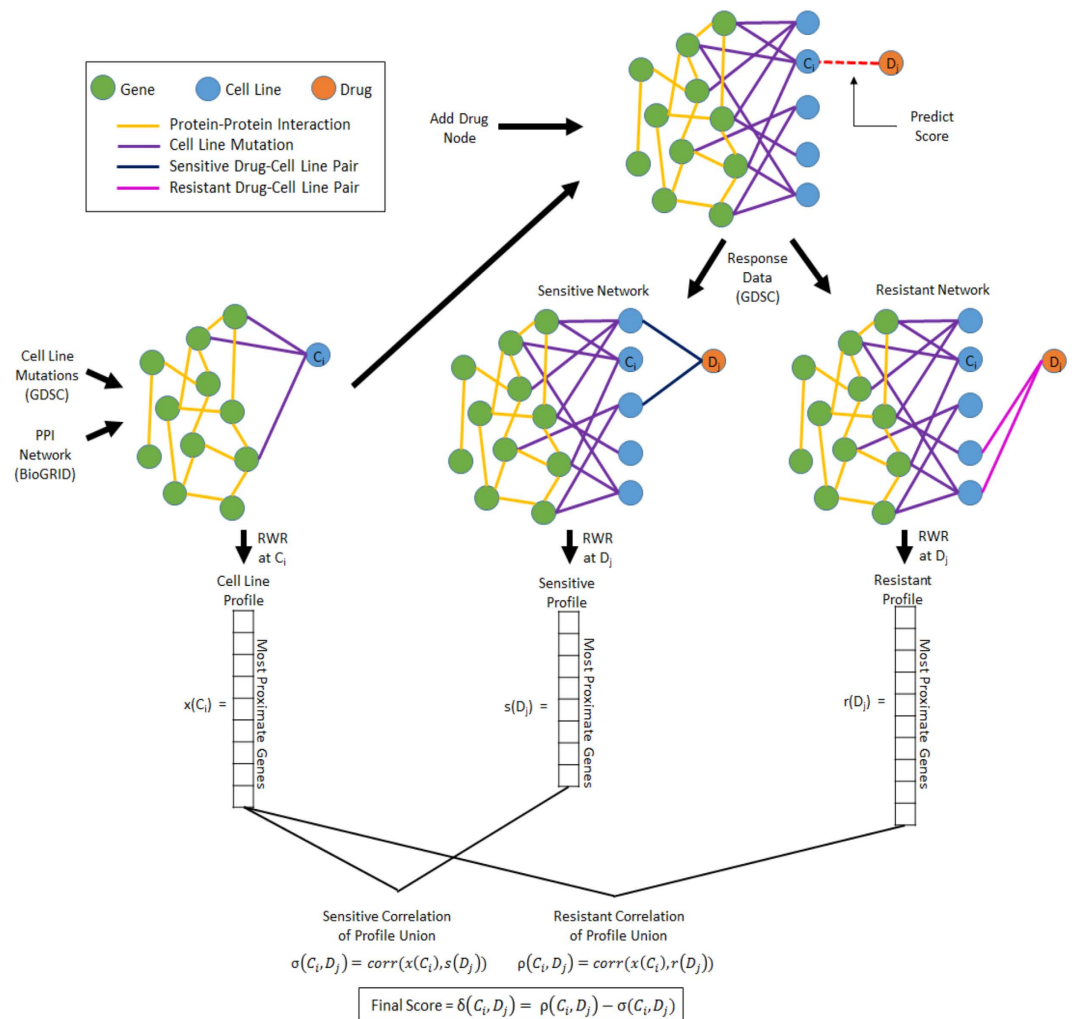 Gene
Cell Line
Drug
Protein-Protein Interaction
Cell Line Mutation
Sensitive Drug-Cell Line Pair
Resistant Drug-Cell Line Pair
Add Drug
Node
Cᵢ
Dⱼ
Predict
Score
Response
Data
(GDSC)
Cell Line
Mutations
(GDSC)
PPI
Network
(BioGRID)
Cᵢ
Sensitive Network
Cᵢ
Dⱼ
Resistant Network
Cᵢ
Dⱼ
RWR
at Cᵢ
RWR
at Dⱼ
RWR
at Dⱼ
Cell Line
Profile
Sensitive
Profile
Resistant
Profile
x(Cᵢ) =
Most Proximate Genes
s(Dⱼ) =
Most Proximate Genes
r(Dⱼ) =
Most Proximate Genes
Sensitive Correlation
of Profile Union
σ(Cᵢ, Dⱼ) = corr(x(Cᵢ), s(Dⱼ))
Resistant Correlation
of Profile Union
ρ(Cᵢ, Dⱼ) = corr(x(Cᵢ), r(Dⱼ))
Final Score = δ(Cᵢ, Dⱼ) = ρ(Cᵢ, Dⱼ) − σ(Cᵢ, Dⱼ)